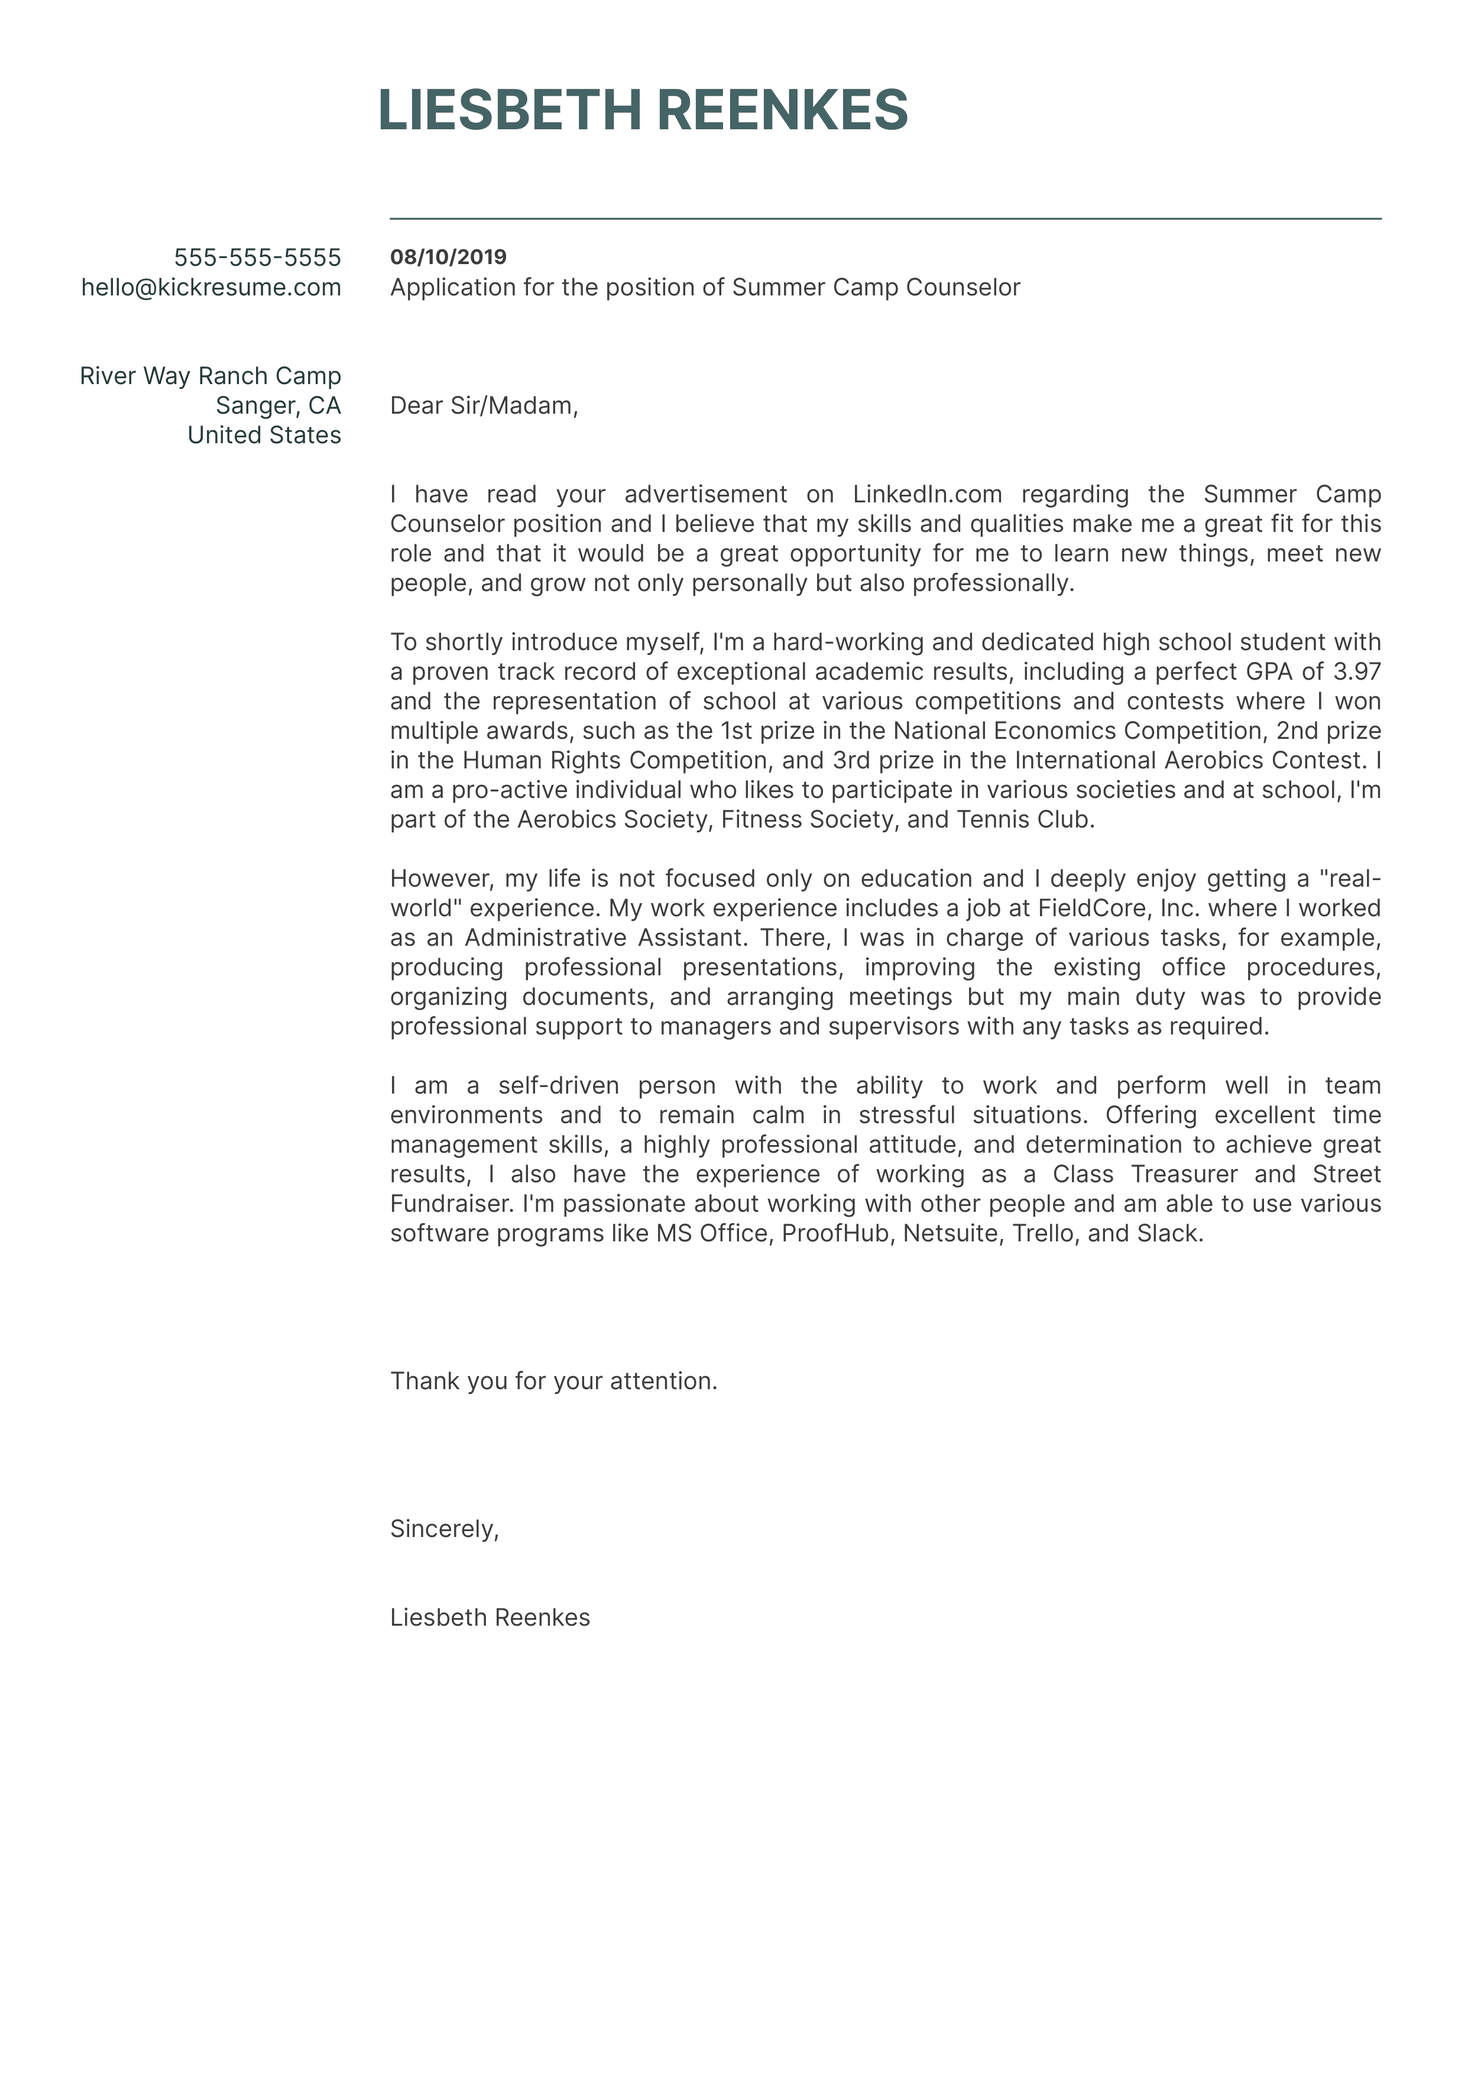 LIESBETH REENKES
555-555-5555
hello@kickresume.com
08/10/2019
Application for the position of Summer Camp Counselor
River Way Ranch Camp
Sanger, CA
United States
Dear Sir/Madam,
I have read your advertisement on LinkedIn.com regarding the Summer Camp
Counselor position and I believe that my skills and qualities make me a great fit for this
role and that it would be a great opportunity for me to learn new things, meet new
people, and grow not only personally but also professionally.
To shortly introduce myself, I'm a hard-working and dedicated high school student with
a proven track record of exceptional academic results, including a perfect GPA of 3.97
and the representation of school at various competitions and contests where I won
multiple awards, such as the 1st prize in the National Economics Competition, 2nd prize
in the Human Rights Competition, and 3rd prize in the International Aerobics Contest. I
am a pro-active individual who likes to participate in various societies and at school, I'm
part of the Aerobics Society, Fitness Society, and Tennis Club.
However, my life is not focused only on education and I deeply enjoy getting a "real-
world" experience. My work experience includes a job at FieldCore, Inc. where I worked
as an Administrative Assistant. There, I was in charge of various tasks, for example,
producing professional presentations, improving the existing office procedures,
organizing documents, and arranging meetings but my main duty was to provide
professional support to managers and supervisors with any tasks as required.
I am a self-driven person with the ability to work and perform well in team
environments and to remain calm in stressful situations. Offering excellent time
management skills, a highly professional attitude, and determination to achieve great
results, I also have the experience of working as a Class Treasurer and Street
Fundraiser. I'm passionate about working with other people and am able to use various
software programs like MS Office, ProofHub, Netsuite, Trello, and Slack.
Thank you for your attention.
Sincerely,
Liesbeth Reenkes